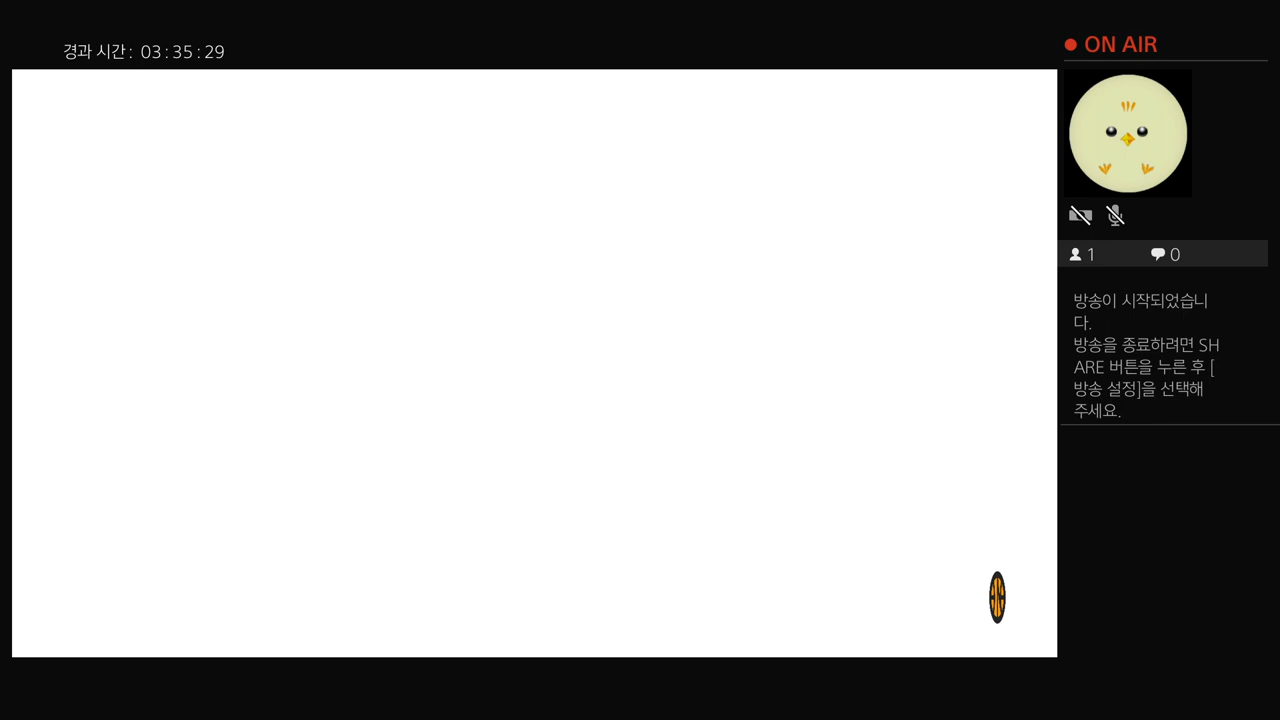 경과 시간 : 03 : 35 : 29
ON AIR
1
0
방송이 시작되었습니
다.
방송을 종료하려면 SH
ARE 버튼을 누른 후 [
방송 설정]을 선택해
주세요.